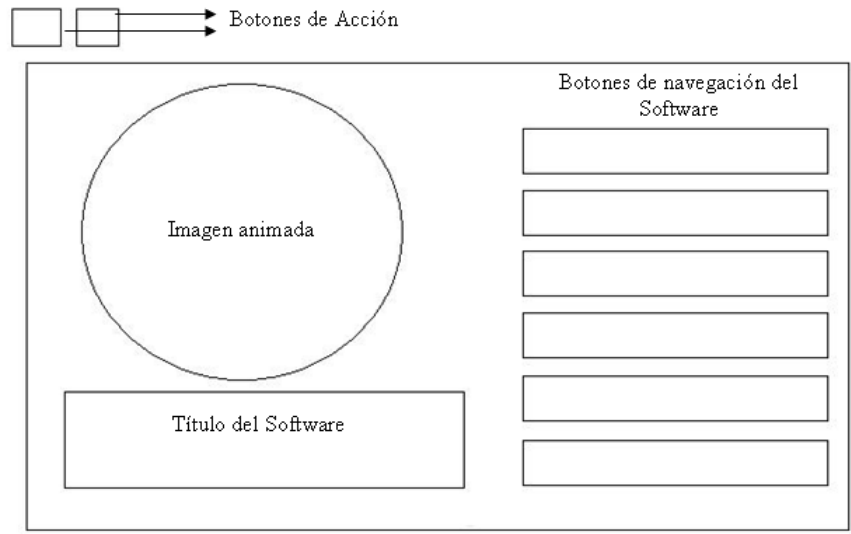 Botones de Acción
Botones de navegación del
Software
Imagen animada
Título del Software